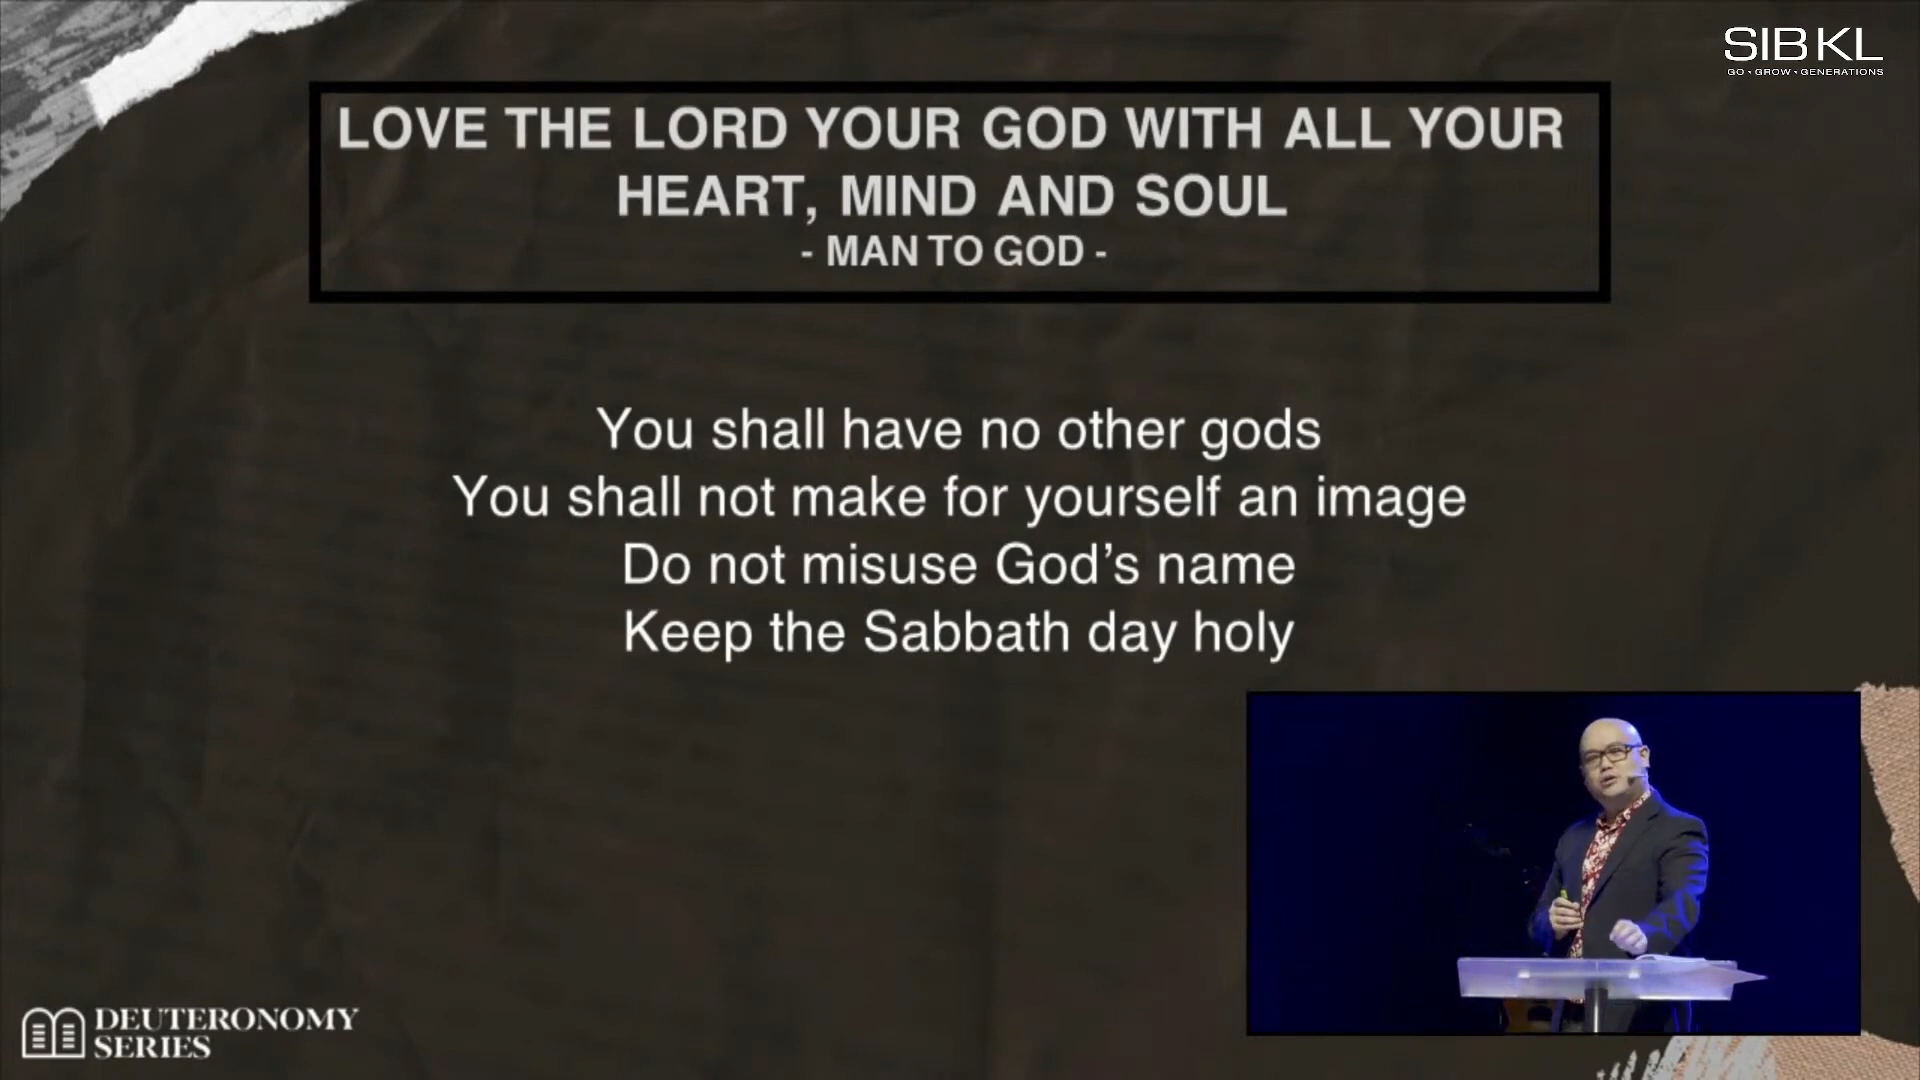 SIBKL
GO • GROW • GENERATIONS
LOVE THE LORD YOUR GOD WITH ALL YOUR
HEART, MIND AND SOUL
- MAN TO GOD -
You shall have no other gods
You shall not make for yourself an image
Do not misuse God’s name
Keep the Sabbath day holy
DEUTERONOMY
SERIES